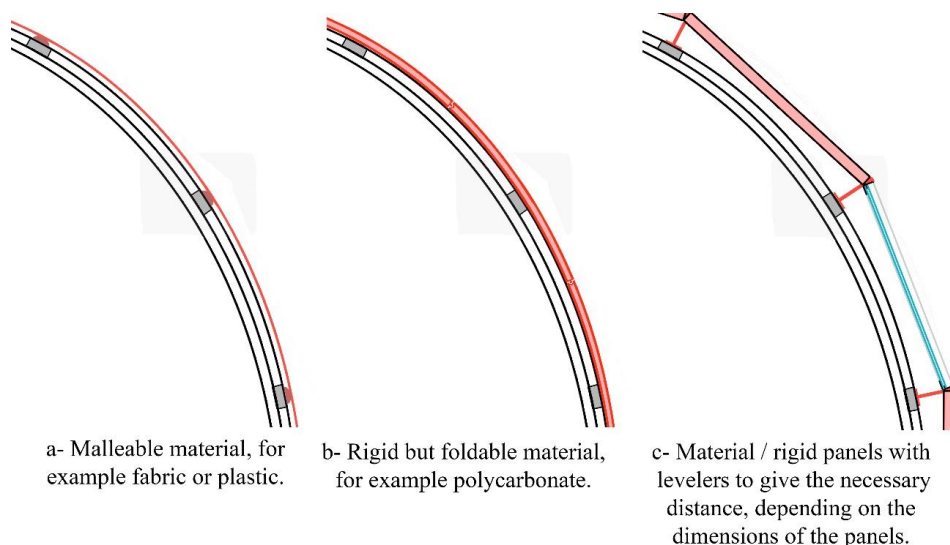 a- Malleable material, for
example fabric or plastic.
b- Rigid but foldable material,
for example polycarbonate.
c- Material / rigid panels with
levelers to give the necessary
distance, depending on the
dimensions of the panels.